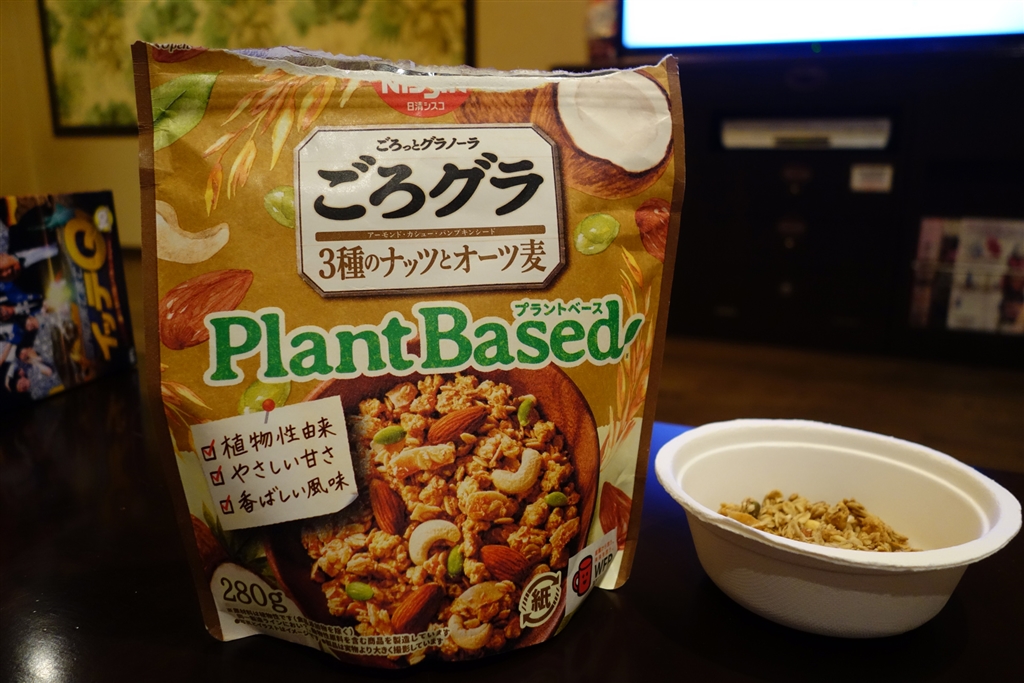 NISSIN
日清シスコ
ごろっとグラノーラ
ごろグラ
アーモンド・カシュー・パンプキンシード
3種のナッツとオーツ麦
プラントベース
PlantBased
植物性由来
やさしい甘さ
香ばしい風味
280g
紙
WFP